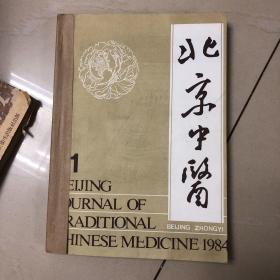 北京中醫
BEIJING ZHONGYI
1
EIJING
OURNAL OF
RADITIONAL
HINESE MEDICINE 1984